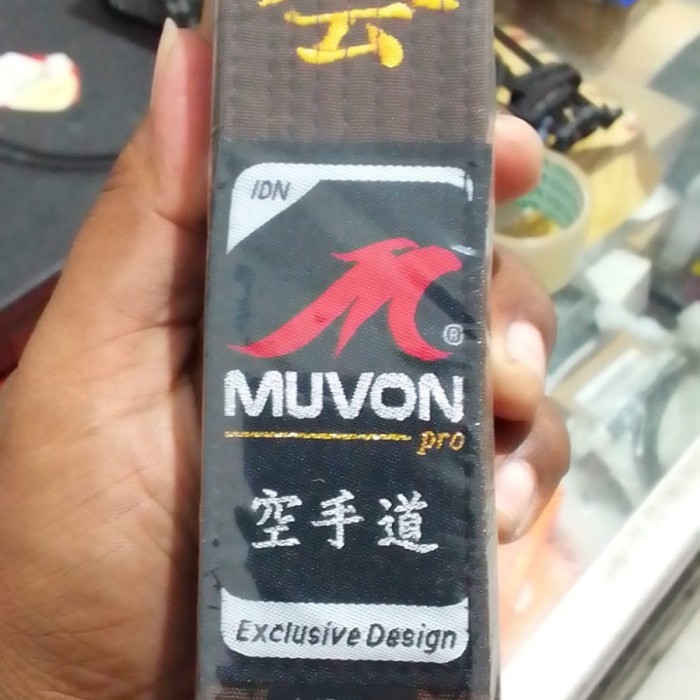 IDN
®
MUVON
pro
空手道
Exclusive Design